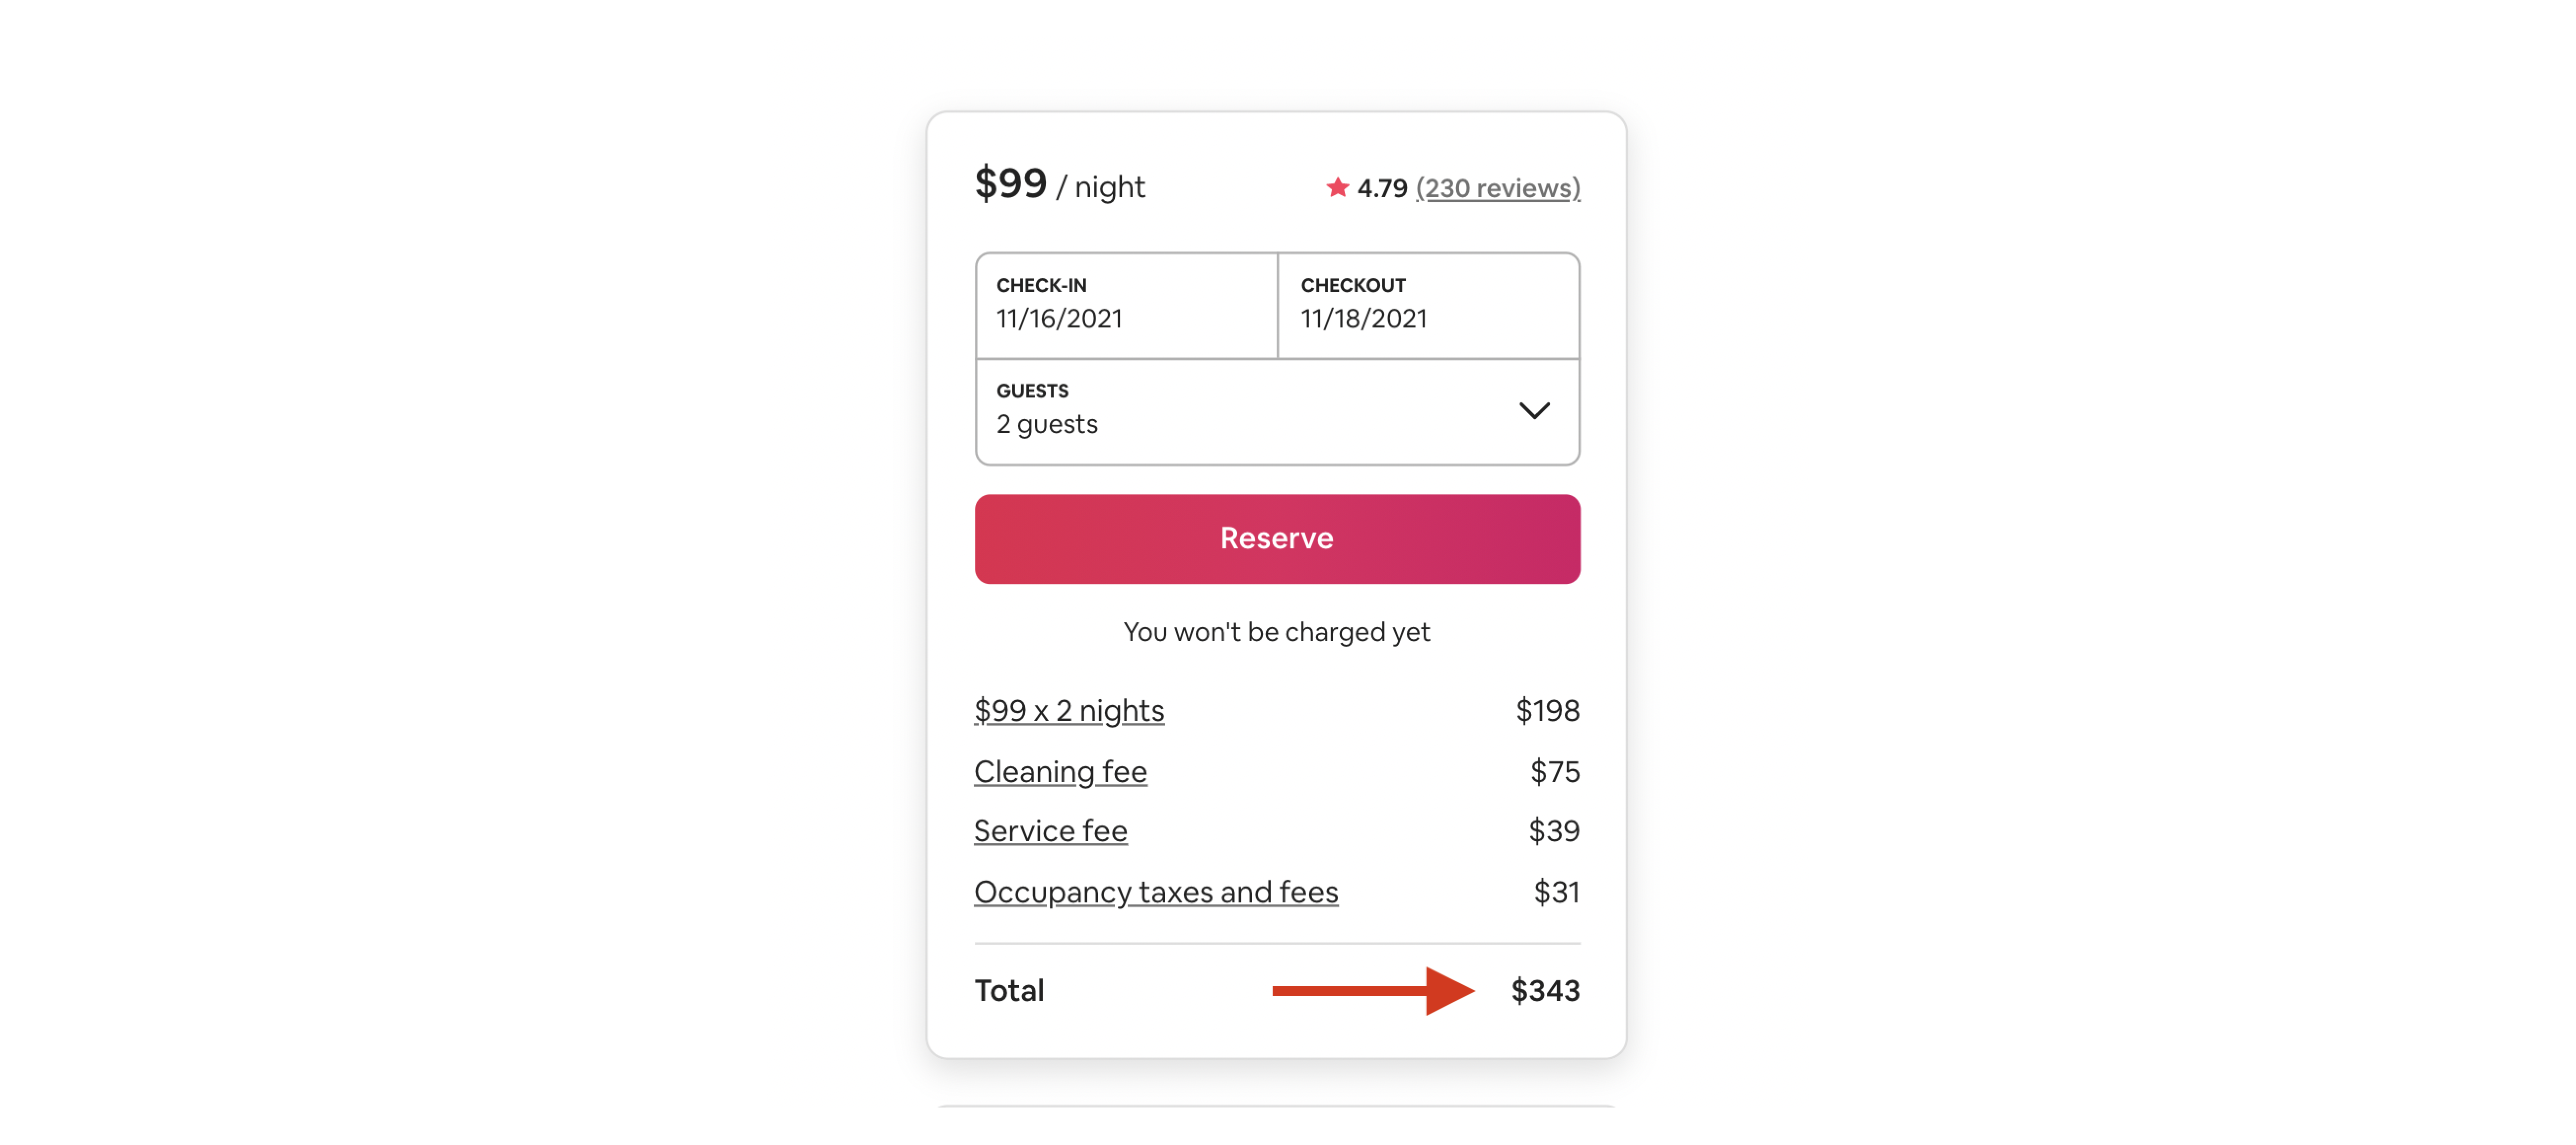 $99 / night ★ 4.79 (230 reviews)
CHECK-IN CHECKOUT
11/16/2021 11/18/2021
GUESTS
2 guests
Reserve
You won't be charged yet
$99 x 2 nights $198
Cleaning fee $75
Service fee $39
Occupancy taxes and fees $31
Total $343